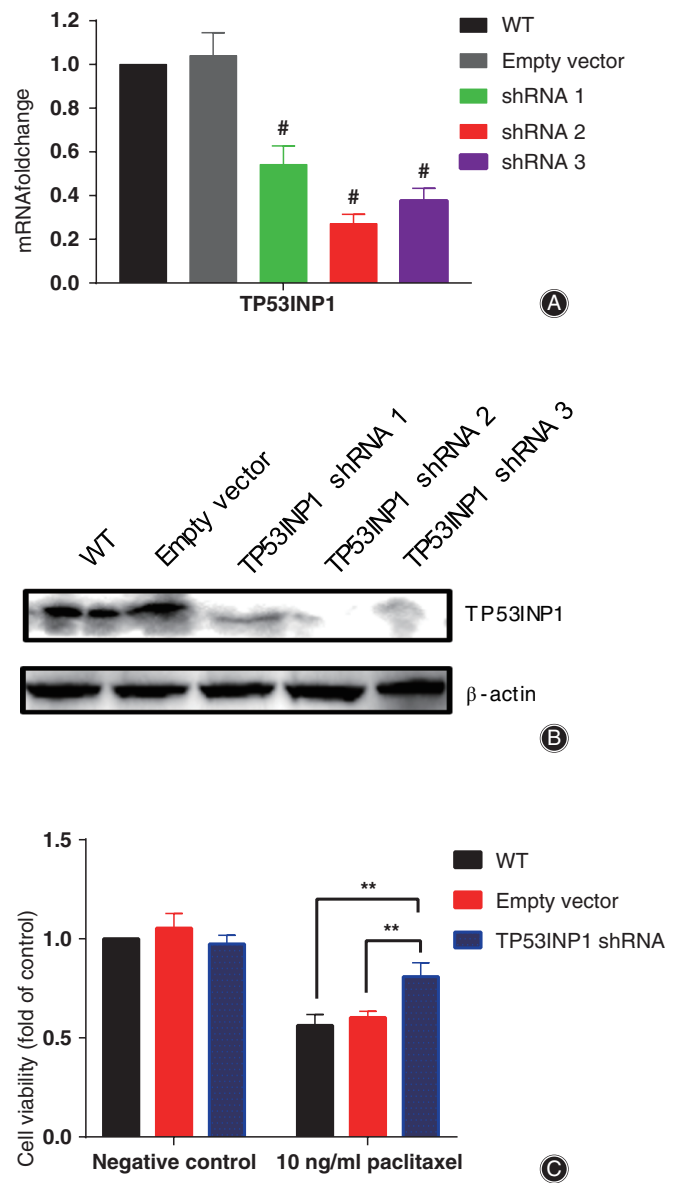 mRNAfoldchange
1.2
1.0
0.8
0.6
0.4
0.2
0.0
#
#
#
TP53INP1
WT
Empty vector
shRNA 1
shRNA 2
shRNA 3
A
WT
Empty vector
TP53INP1 shRNA 1
TP53INP1 shRNA 2
TP53INP1 shRNA 3
TP53INP1
β-actin
B
Cell viability (fold of control)
1.5
1.0
0.5
0.0
**
**
Negative control
10 ng/ml paclitaxel
WT
Empty vector
TP53INP1 shRNA
C